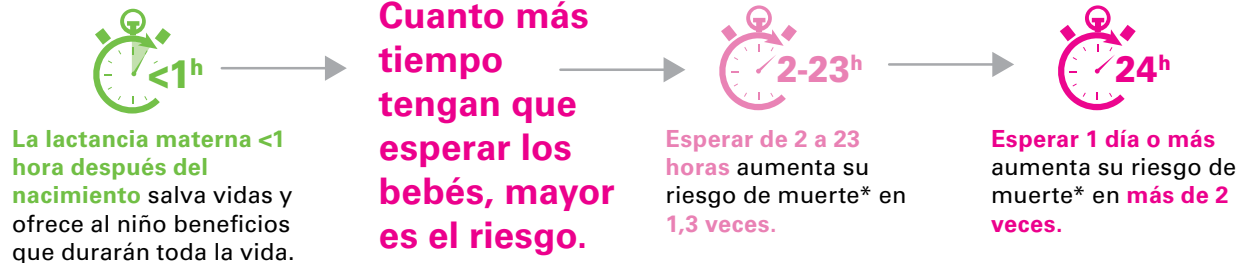 <1h
La lactancia materna <1
hora después del
nacimiento salva vidas y
ofrece al niño beneficios
que durarán toda la vida.
Cuanto más
tiempo
tengan que
esperar los
bebés, mayor
es el riesgo.
2-23h
Esperar de 2 a 23
horas aumenta su
riesgo de muerte* en
1,3 veces.
24h
Esperar 1 día o más
aumenta su riesgo de
muerte* en más de 2
veces.